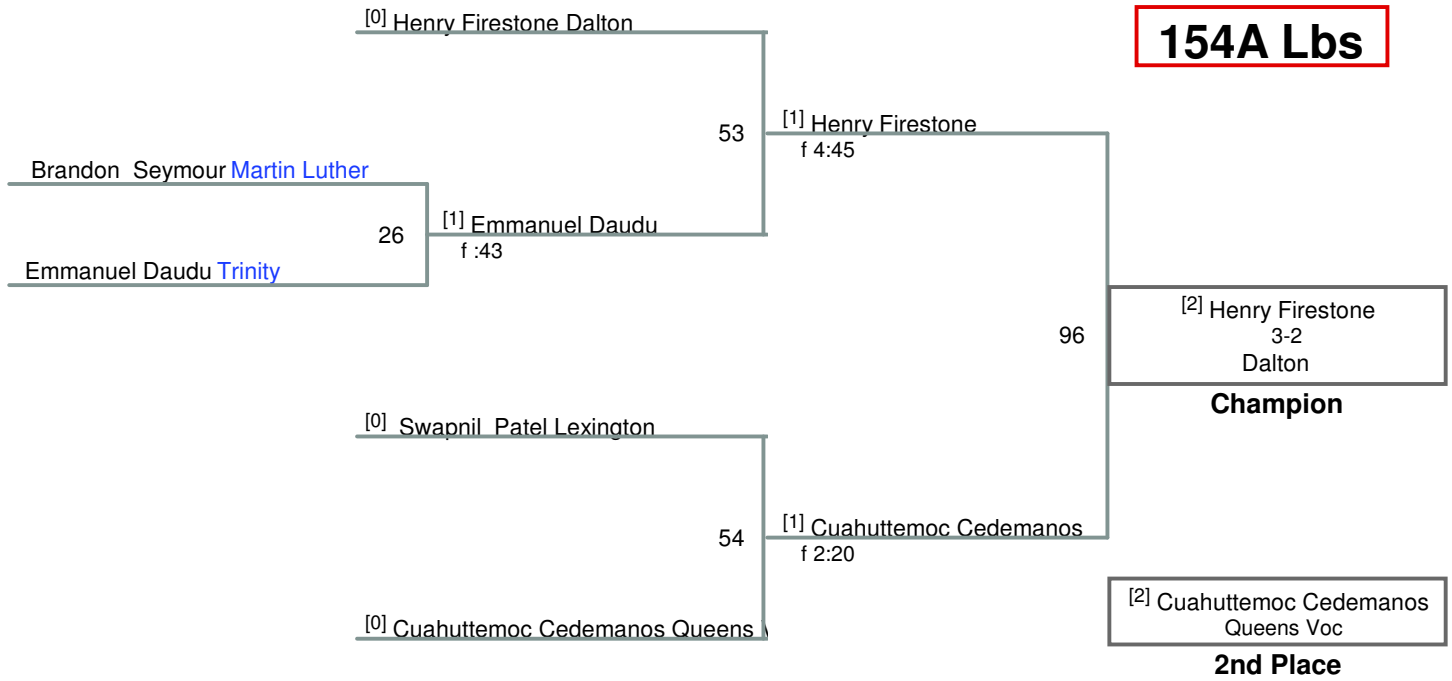 [0] Henry Firestone Dalton
154A Lbs
53
[1] Henry Firestone
f 4:45
Brandon Seymour Martin Luther
26
[1] Emmanuel Daudu
f :43
Emmanuel Daudu Trinity
96
[2] Henry Firestone
3-2
Dalton
Champion
[0] Swapnil Patel Lexington
54
[1] Cuahuttemoc Cedemanos
f 2:20
[0] Cuahuttemoc Cedemanos Queens
[2] Cuahuttemoc Cedemanos
Queens Voc
2nd Place